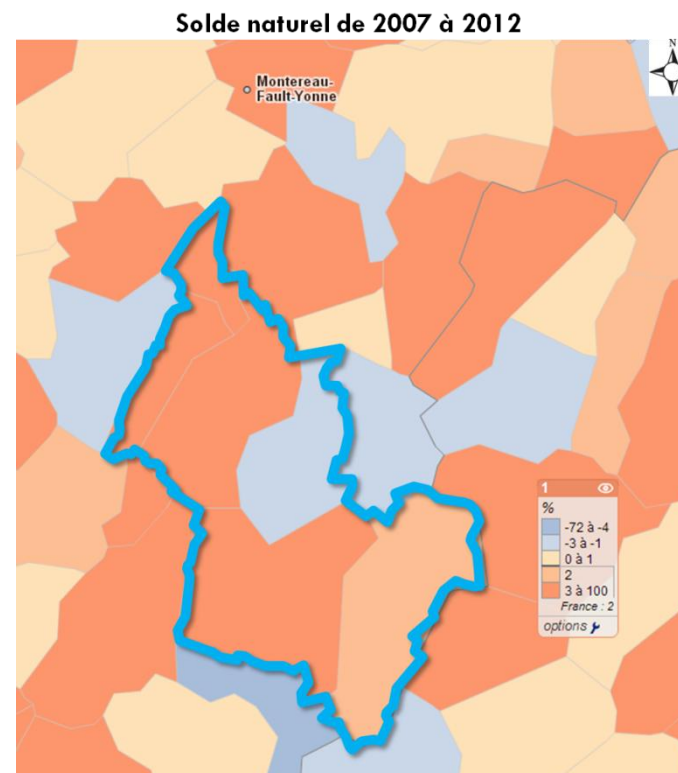 Solde naturel de 2007 à 2012
N
Montereau-
Fault-Yonne
1
%
-72 à -4
-3 à -1
0 à 1
2
3 à 100
France : 2
options